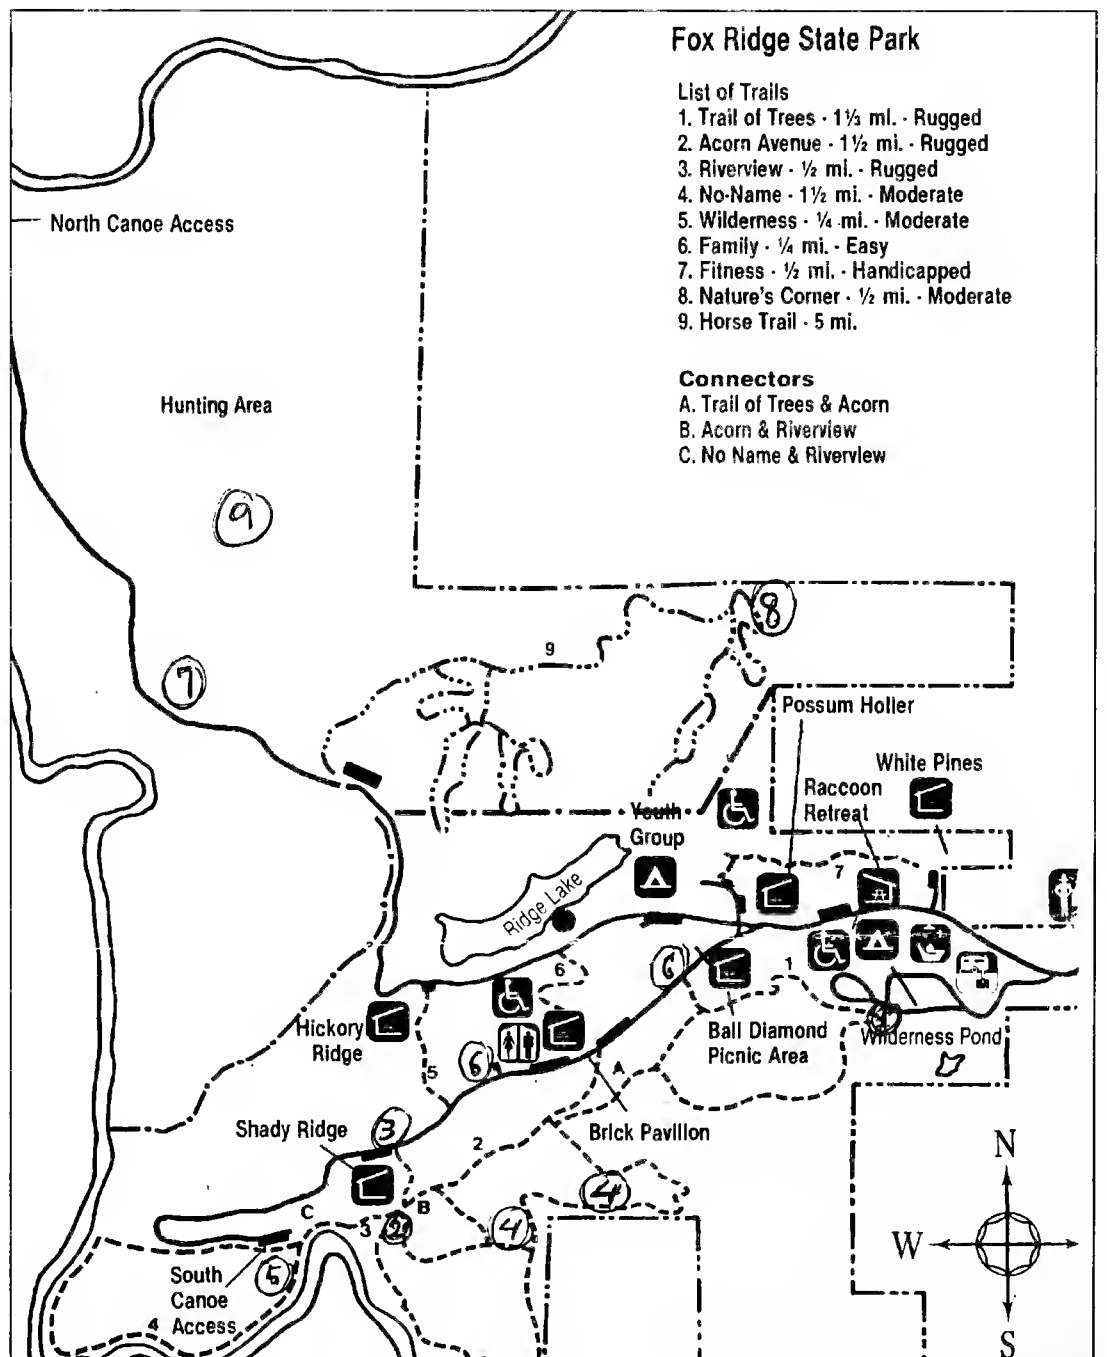 Fox Ridge State Park
List of Trails
1. Trail of Trees · 1⅓ mi. · Rugged
2. Acorn Avenue · 1½ mi. · Rugged
3. Riverview · ½ mi. · Rugged
4. No-Name · 1½ mi. · Moderate
5. Wilderness · ¼ mi. · Moderate
6. Family · ¼ mi. · Easy
7. Fitness · ½ mi. · Handicapped
8. Nature's Corner · ½ mi. · Moderate
9. Horse Trail · 5 mi.
Connectors
A. Trail of Trees & Acorn
B. Acorn & Riverview
C. No Name & Riverview
North Canoe Access
Hunting Area
9
8
9
7
Possum Holler
White Pines
Raccoon
Retreat
Youth
Group
7
Ridge Lake
6
6
1
Hickory
Ridge
Ball Diamond
Picnic Area
Wilderness Pond
6
5
A
Shady Ridge
3
2
Brick Pavilion
4
N
B
C
3
4
W
South
Canoe
Access
5
4
S